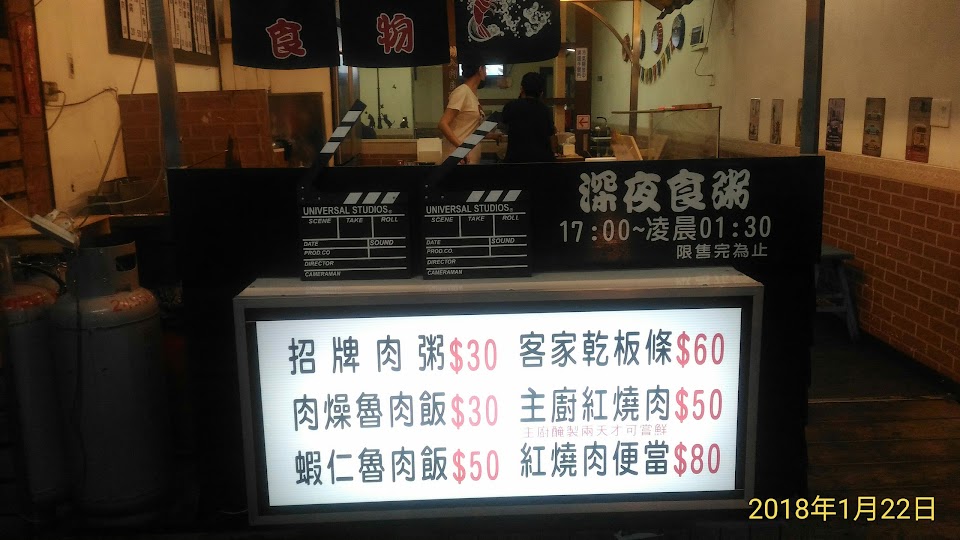 食物
深夜食粥
17:00~凌晨01:30
限售完為止
UNIVERSAL STUDIOS®
SCENE TAKE ROLL
DATE SOUND
PROD.CO
DIRECTOR
CAMERAMAN
UNIVERSAL STUDIOS®
SCENE TAKE ROLL
DATE SOUND
PROD.CO.
DIRECTOR
CAMERAMAN
招牌肉粥$30
肉燥魯肉飯$30
蝦仁魯肉飯$50
客家乾板條$60
主廚紅燒肉$50
主廚醃製兩天才可嘗鮮
紅燒肉便當$80
2018年1月22日